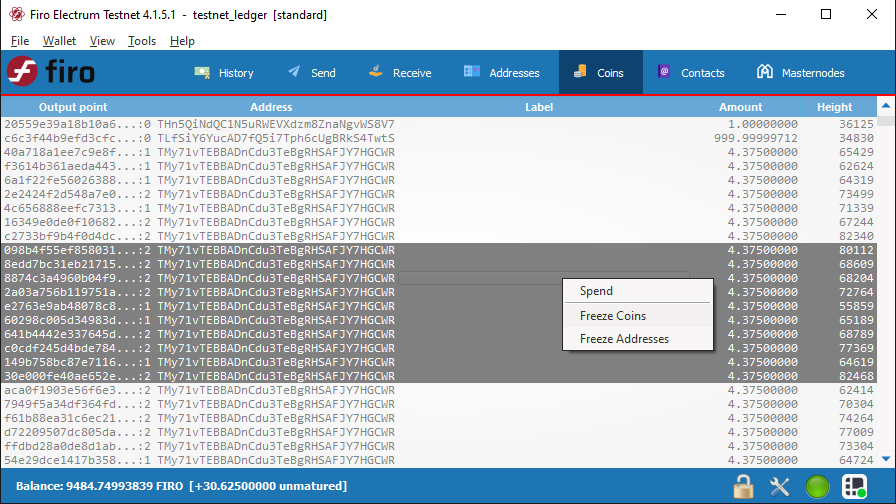 Firo Electrum Testnet 4.1.5.1 - testnet_ledger [standard]
File Wallet View Tools Help
firo History Send Receive Addresses Coins Contacts Masternodes
Output point Address Label Amount Height
20559e39a18b10a6...:0 THn5QiNdQC1N5uRWEVXdzm8ZnaNgvWS8V7 1.00000000 36125
c6c3f44b9efd3cfc...:0 TLfSiY6YucAD7fQ5i7Tph6cUgBRkS4TwtS 999.99999712 34830
40a718a1ee7c9e8f...:1 TMy71vTEBBADnCdu3TeBgRHSAFJY7HGCWR 4.37500000 65429
f3614b361aeda443...:1 TMy71vTEBBADnCdu3TeBgRHSAFJY7HGCWR 4.37500000 62624
6a1f22fe56026388...:1 TMy71vTEBBADnCdu3TeBgRHSAFJY7HGCWR 4.37500000 64319
2e2424f2d548a7e0...:2 TMy71vTEBBADnCdu3TeBgRHSAFJY7HGCWR 4.37500000 73499
4c656888eefc7313...:1 TMy71vTEBBADnCdu3TeBgRHSAFJY7HGCWR 4.37500000 71339
16349e0de0f10682...:2 TMy71vTEBBADnCdu3TeBgRHSAFJY7HGCWR 4.37500000 67244
c2733bf9b4f0d4dc...:2 TMy71vTEBBADnCdu3TeBgRHSAFJY7HGCWR 4.37500000 82340
098b4f55ef858031...:2 TMy71vTEBBADnCdu3TeBgRHSAFJY7HGCWR 4.37500000 80112
8edd7bc31eb21715...:2 TMy71vTEBBADnCdu3TeBgRHSAFJY7HGCWR 4.37500000 68609
8874c3a4960b04f9...:2 TMy71vTEBBADnCdu3TeBgRHSAFJY7HGCWR 4.37500000 68204
2a03a756b119751a...:2 TMy71vTEBBADnCdu3TeBgRHSAFJY7HGCWR 4.37500000 72764
e2763e9ab48078c8...:1 TMy71vTEBBADnCdu3TeBgRHSAFJY7HGCWR 4.37500000 55859
60298c005d34983d...:1 TMy71vTEBBADnCdu3TeBgRHSAFJY7HGCWR 4.37500000 65189
641b4442e337645d...:2 TMy71vTEBBADnCdu3TeBgRHSAFJY7HGCWR 4.37500000 68789
c0cdf245d4bde784...:2 TMy71vTEBBADnCdu3TeBgRHSAFJY7HGCWR 4.37500000 77369
149b758bc87e7116...:1 TMy71vTEBBADnCdu3TeBgRHSAFJY7HGCWR 4.37500000 64619
30e000fe40ae652e...:2 TMy71vTEBBADnCdu3TeBgRHSAFJY7HGCWR 4.37500000 82468
aca0f1903e56f6e3...:2 TMy71vTEBBADnCdu3TeBgRHSAFJY7HGCWR 4.37500000 62414
7949f5a34df364fd...:2 TMy71vTEBBADnCdu3TeBgRHSAFJY7HGCWR 4.37500000 70304
f61b88ea31c6ec21...:2 TMy71vTEBBADnCdu3TeBgRHSAFJY7HGCWR 4.37500000 74264
d72209507dc805da...:2 TMy71vTEBBADnCdu3TeBgRHSAFJY7HGCWR 4.37500000 77009
ffdbd28a0de8d1ab...:2 TMy71vTEBBADnCdu3TeBgRHSAFJY7HGCWR 4.37500000 73304
54e29dce1417b358...:1 TMy71vTEBBADnCdu3TeBgRHSAFJY7HGCWR 4.37500000 64724
Spend
Freeze Coins
Freeze Addresses
Balance: 9484.74993839 FIRO [+30.62500000 unmatured]